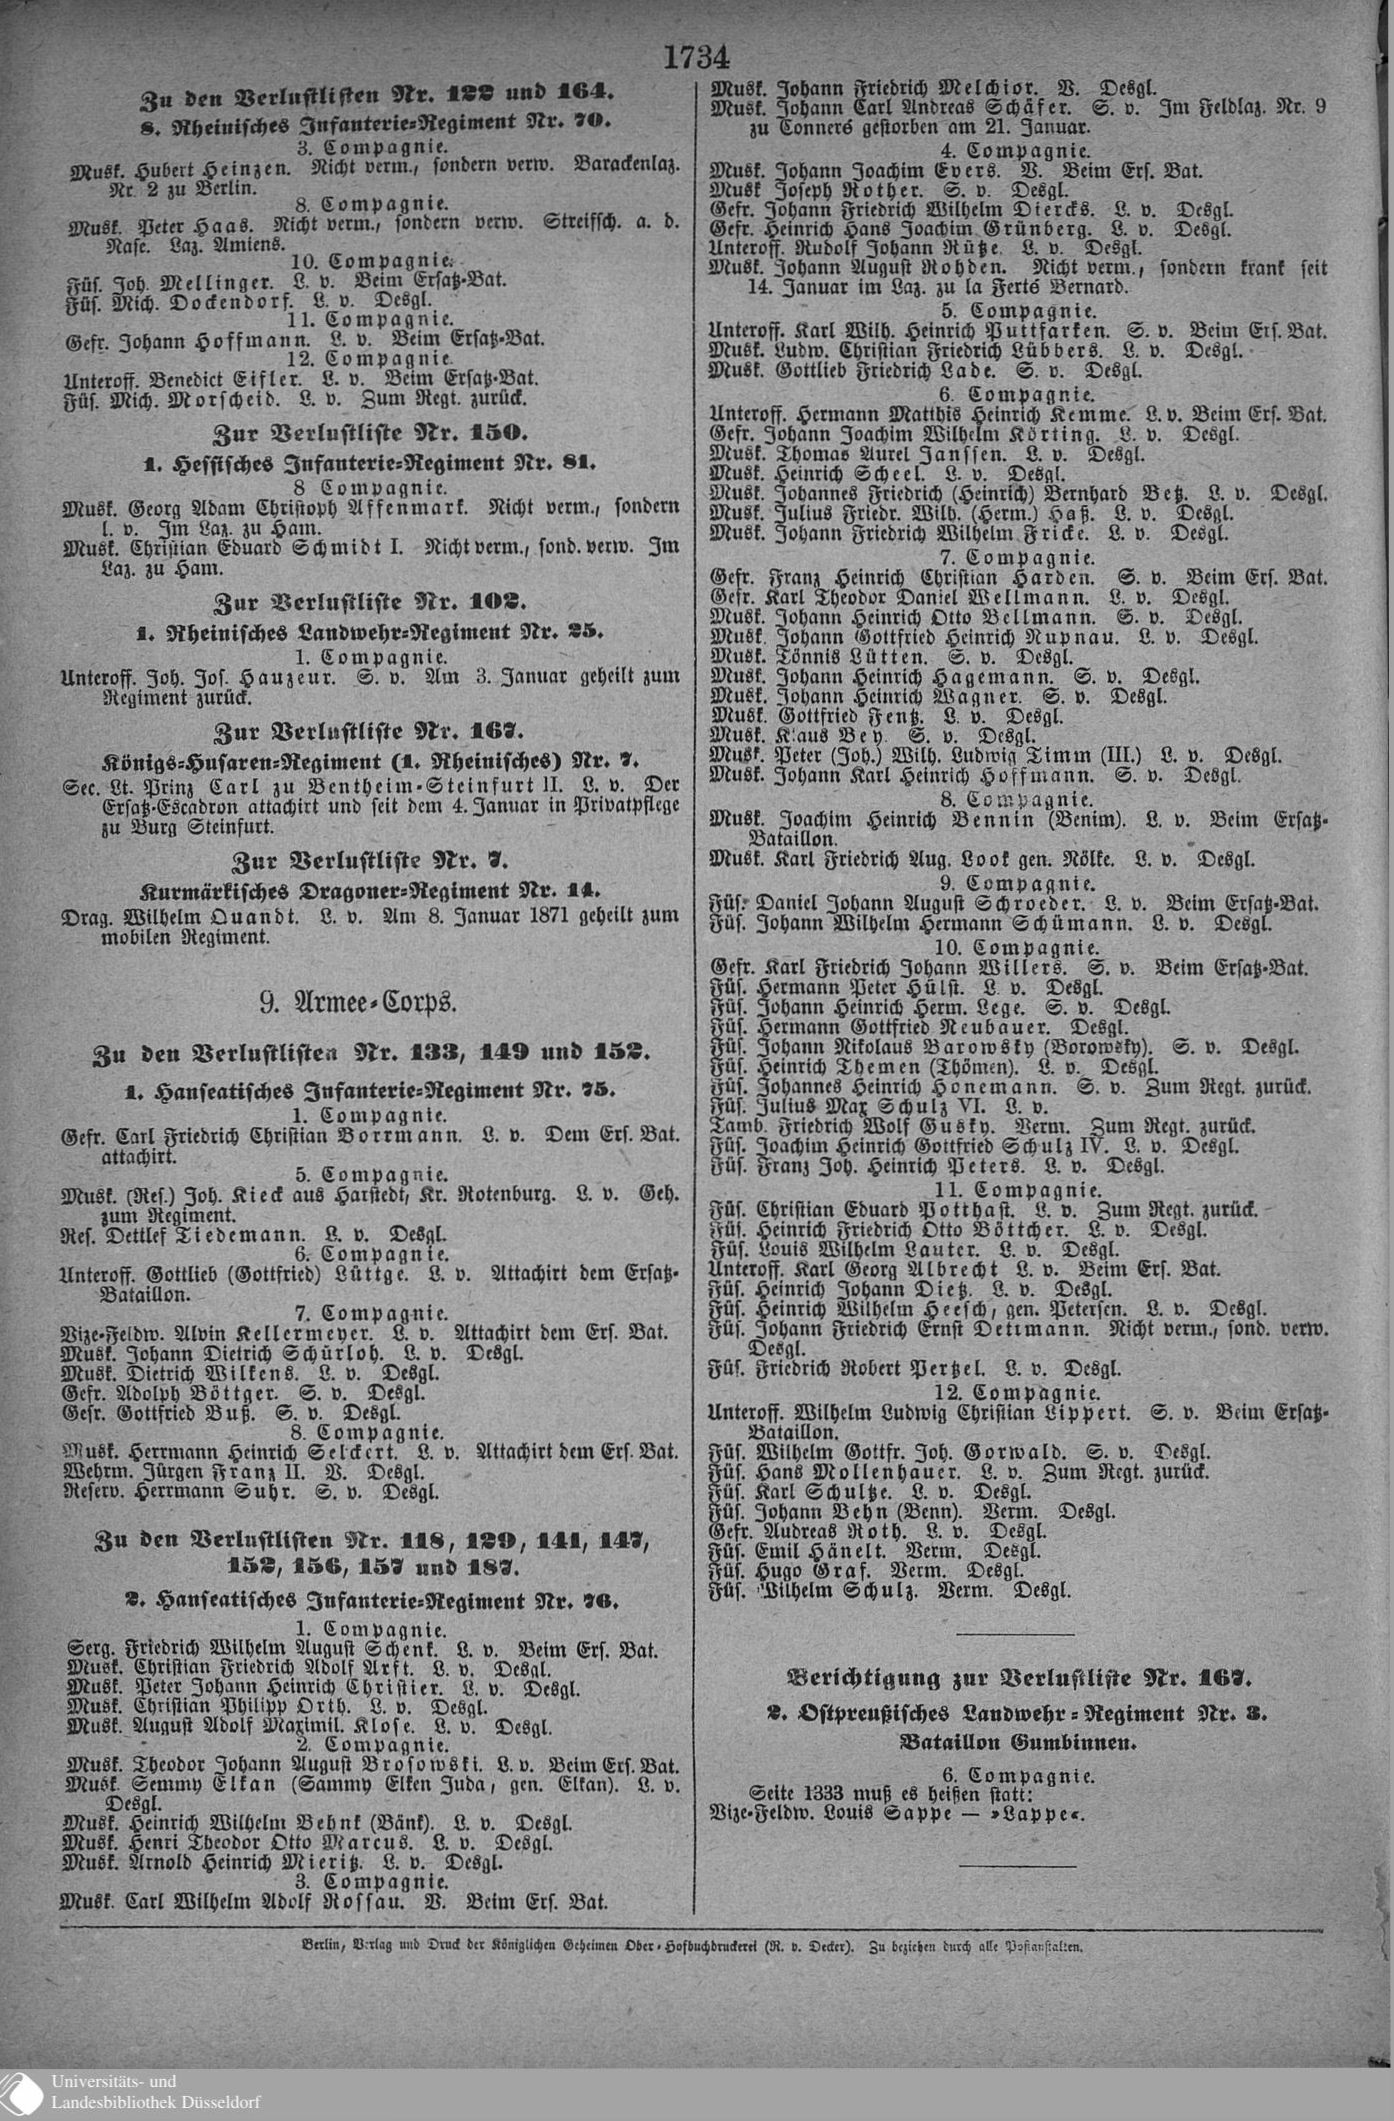 1734
Zu den Verlustlisten Nr. 122 und 164.
8. Rheinisches Infanterie-Regiment Nr. 70.
3. Compagnie.
Musk. Hubert Heinzen. Nicht verm., sondern verw. Barackenlaz.
Nr. 2 zu Berlin.
8. Compagnie.
Musk. Peter Haas. Nicht verm., sondern verw. Streifsch. a. d.
Nase. Laz. Amiens.
10. Compagnie.
Füs. Joh. Mellinger. L. v. Beim Ersatz-Bat.
Füs. Mich. Dockendorf. L. v. Desgl.
11. Compagnie.
Gefr. Johann Hoffmann. L. v. Beim Ersatz-Bat.
12. Compagnie.
Unteroff. Benedict Eifler. L. v. Beim Ersatz-Bat.
Füs. Mich. Morscheid. L. v. Zum Regt. zurück.
Zur Verlustliste Nr. 150.
1. Hessisches Infanterie-Regiment Nr. 81.
8 Compagnie.
Musk. Georg Adam Christoph Affenmark. Nicht verm., sondern
l. v. Im Laz. zu Ham.
Musk. Christian Eduard Schmidt I. Nicht verm., sond. verw. Im
Laz. zu Ham.
Zur Verlustliste Nr. 102.
1. Rheinisches Landwehr-Regiment Nr. 25.
1. Compagnie.
Unteroff. Joh. Jos. Hauzeur. S. v. Am 3. Januar geheilt zum
Regiment zurück.
Zur Verlustliste Nr. 167.
Königs-Husaren-Regiment (1. Rheinisches) Nr. 7.
Sec. Lt. Prinz Carl zu Bentheim-Steinfurt II. L. v. Der
Ersatz-Escadron attachirt und seit dem 4. Januar in Privatpflege
zu Burg Steinfurt.
Zur Verlustliste Nr. 7.
Kurmärkisches Dragoner-Regiment Nr. 14.
Drag. Wilhelm Quandt. L. v. Am 8. Januar 1871 geheilt zum
mobilen Regiment.
9. Armee-Corps.
Zu den Verlustlisten Nr. 133, 149 und 152.
1. Hanseatisches Infanterie-Regiment Nr. 75.
1. Compagnie.
Gefr. Carl Friedrich Christian Borrmann. L. v. Dem Ers. Bat.
attachirt.
5. Compagnie.
Musk. (Res.) Joh. Kieck aus Harstedt, Kr. Rotenburg. L. v. Geh.
zum Regiment.
Res. Dettlef Tiedemann. L. v. Desgl.
6. Compagnie.
Unteroff. Gottlieb (Gottfried) Lüttge. L. v. Attachirt dem Ersatz-
Bataillon.
7. Compagnie.
Vize-Feldw. Alvin Kellermeyer. L. v. Attachirt dem Ers. Bat.
Musk. Johann Dietrich Schürloh. L. v. Desgl.
Musk. Dietrich Wilkens. L. v. Desgl.
Gefr. Adolph Böttger. S. v. Desgl.
Gefr. Gottfried Buß. S. v. Desgl.
8. Compagnie.
Musk. Herrmann Heinrich Selckert. L. v. Attachirt dem Ers. Bat.
Wehrm. Jürgen Franz II. V. Desgl.
Reserv. Herrmann Suhr. S. v. Desgl.
Zu den Verlustlisten Nr. 118, 129, 141, 147,
152, 156, 157 und 187.
2. Hanseatisches Infanterie-Regiment Nr. 76.
1. Compagnie.
Serg. Friedrich Wilhelm August Schenk. L. v. Beim Ers. Bat.
Musk. Christian Friedrich Adolf Arft. L. v. Desgl.
Musk. Peter Johann Heinrich Christier. L. v. Desgl.
Musk. Christian Philipp Orth. L. v. Desgl.
Musk. August Adolf Maximil. Klose. L. v. Desgl.
2. Compagnie.
Musk. Theodor Johann August Brosowski. L. v. Beim Ers. Bat.
Musk. Semmy Elkan (Sammy Elken Juda, gen. Elkan). L. v.
Desgl.
Musk. Heinrich Wilhelm Behnk (Bänk). L. v. Desgl.
Musk. Henri Theodor Otto Marcus. L. v. Desgl.
Musk. Arnold Heinrich Mieritz. L. v. Desgl.
3. Compagnie.
Musk. Carl Wilhelm Adolf Rossau. V. Beim Ers. Bat.
Musk. Johann Friedrich Melchior. V. Desgl.
Musk. Johann Carl Andreas Schäfer. S. v. Im Feldlaz. Nr. 9
zu Conners gestorben am 21. Januar.
4. Compagnie.
Musk. Johann Joachim Evers. V. Beim Ers. Bat.
Musk Joseph Rother. S. v. Desgl.
Gefr. Johann Friedrich Wilhelm Diercks. L. v. Desgl.
Gefr. Heinrich Hans Joachim Grünberg. L. v. Desgl.
Unteroff. Rudolf Johann Rütze. L. v. Desgl.
Musk. Johann August Rohden. Nicht verm., sondern krank seit
14. Januar im Laz. zu la Ferté Bernard.
5. Compagnie.
Unteroff. Karl Wilh. Heinrich Puttfarken. S. v. Beim Ers. Bat.
Musk. Ludw. Christian Friedrich Lübbers. L. v. Desgl.
Musk. Gottlieb Friedrich Lade. S. v. Desgl.
6. Compagnie.
Unteroff. Hermann Matthis Heinrich Kemme. L. v. Beim Ers. Bat.
Gefr. Johann Joachim Wilhelm Körting. L. v. Desgl.
Musk. Thomas Aurel Janssen. L. v. Desgl.
Musk. Heinrich Scheel. L. v. Desgl.
Musk. Johannes Friedrich (Heinrich) Bernhard Betz. L. v. Desgl.
Musk. Julius Friedr. Wilh. (Herm.) Haß. L. v. Desgl.
Musk. Johann Friedrich Wilhelm Fricke. L. v. Desgl.
7. Compagnie.
Gefr. Franz Heinrich Christian Harden. S. v. Beim Ers. Bat.
Gefr. Karl Theodor Daniel Wellmann. L. v. Desgl.
Musk. Johann Heinrich Otto Bellmann. S. v. Desgl.
Musk. Johann Gottfried Heinrich Nupnau. L. v. Desgl.
Musk. Tönnis Lütten. S. v. Desgl.
Musk. Johann Heinrich Hagemann. S. v. Desgl.
Musk. Johann Heinrich Wagner. S. v. Desgl.
Musk. Gottfried Fentz. L. v. Desgl.
Musk. Klaus Bey. S. v. Desgl.
Musk. Peter (Joh.) Wilh. Ludwig Timm (III.) L. v. Desgl.
Musk. Johann Karl Heinrich Hoffmann. S. v. Desgl.
8. Compagnie.
Musk. Joachim Heinrich Bennin (Benim). L. v. Beim Ersatz-
Bataillon.
Musk. Karl Friedrich Aug. Look gen. Nölke. L. v. Desgl.
9. Compagnie.
Füs. Daniel Johann August Schroeder. L. v. Beim Ersatz-Bat.
Füs. Johann Wilhelm Hermann Schümann. L. v. Desgl.
10. Compagnie.
Gefr. Karl Friedrich Johann Willers. S. v. Beim Ersatz-Bat.
Füs. Hermann Peter Hülst. L. v. Desgl.
Füs. Johann Heinrich Herm. Lege. S. v. Desgl.
Füs. Hermann Gottfried Neubauer. Desgl.
Füs. Johann Nikolaus Barowsky (Borowsky). S. v. Desgl.
Füs. Heinrich Themen (Thömen). L. v. Desgl.
Füs. Johannes Heinrich Honemann. S. v. Zum Regt. zurück.
Füs. Julius Max Schulz VI. L. v.
Tamb. Friedrich Wolf Gusky. Verm. Zum Regt. zurück.
Füs. Joachim Heinrich Gottfried Schulz IV. L. v. Desgl.
Füs. Franz Joh. Heinrich Peters. L. v. Desgl.
11. Compagnie.
Füs. Christian Eduard Potthast. L. v. Zum Regt. zurück.
Füs. Heinrich Friedrich Otto Böttcher. L. v. Desgl.
Füs. Louis Wilhelm Lauter. L. v. Desgl.
Unteroff. Karl Georg Albrecht L. v. Beim Ers. Bat.
Füs. Heinrich Johann Dietz. L. v. Desgl.
Füs. Heinrich Wilhelm Heesch, gen. Petersen. L. v. Desgl.
Füs. Johann Friedrich Ernst Dettmann. Nicht verm., sond. verw.
Desgl.
Füs. Friedrich Robert Pertzel. L. v. Desgl.
12. Compagnie.
Unteroff. Wilhelm Ludwig Christian Lippert. S. v. Beim Ersatz-
Bataillon.
Füs. Wilhelm Gottfr. Joh. Gorwald. S. v. Desgl.
Füs. Hans Mollenhauer. L. v. Zum Regt. zurück.
Füs. Karl Schultze. L. v. Desgl.
Füs. Johann Behn (Benn). Verm. Desgl.
Gefr. Andreas Roth. L. v. Desgl.
Füs. Emil Hänelt. Verm. Desgl.
Füs. Hugo Graf. Verm. Desgl.
Füs. Wilhelm Schulz. Verm. Desgl.
Berichtigung zur Verlustliste Nr. 167.
2. Ostpreußisches Landwehr-Regiment Nr. 3.
Bataillon Gumbinnen.
6. Compagnie.
Seite 1333 muß es heißen statt:
Vize-Feldw. Louis Sappe — »Lappe«.
Berlin, Verlag und Druck der Königlichen Geheimen Ober-Hofbuchdruckerei (R. v. Decker). Zu beziehen durch alle Postanstalten.
Universitäts- und
Landesbibliothek Düsseldorf